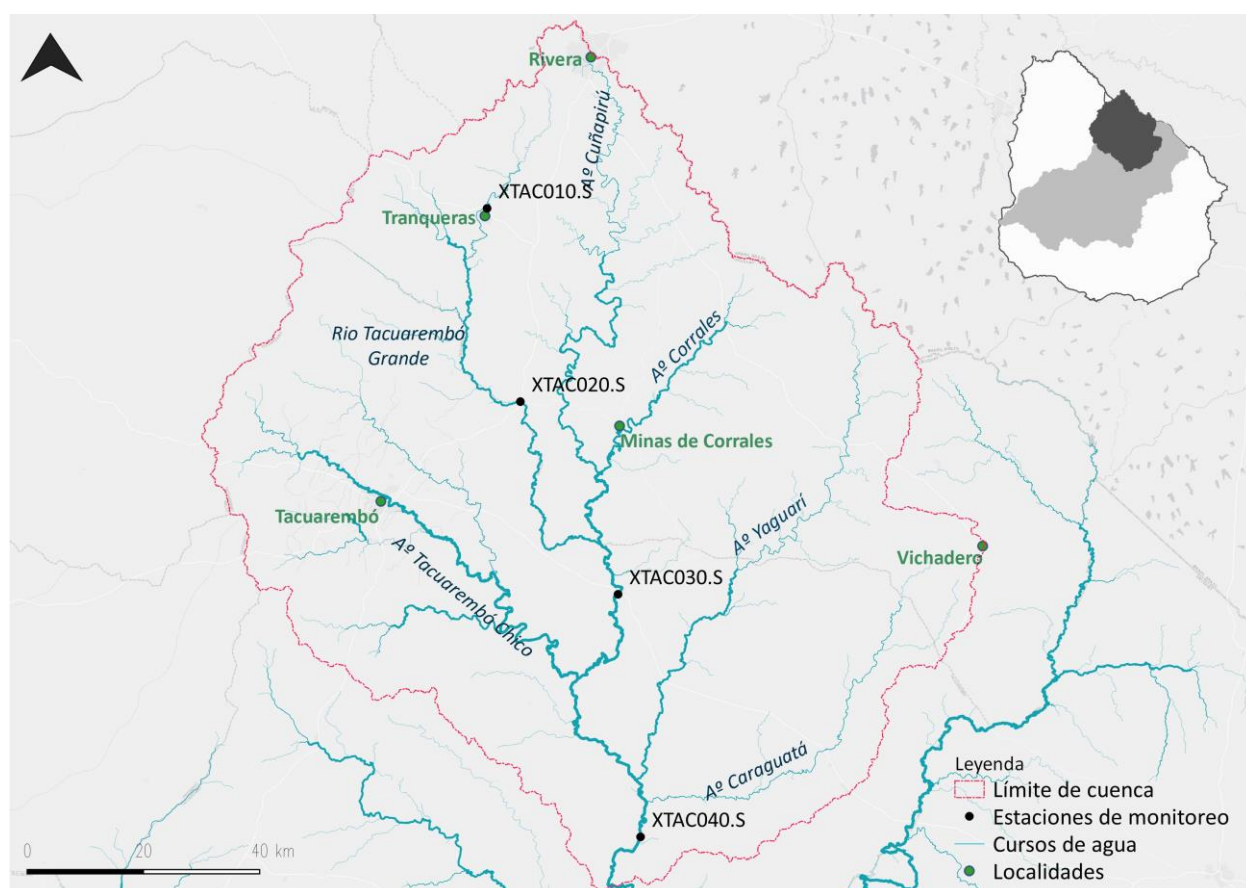 Rivera
Aº Cuñapirú
XTAC010.S
Tranqueras
Rio Tacuarembó
Grande
Aº Corrales
XTAC020.S
Minas de Corrales
Tacuarembó
Aº Yaguarí
Vichadero
Aº Tacuarembó Chico
XTAC030.S
Aº Caraguatá
XTAC040.S
Leyenda
Límite de cuenca
Estaciones de monitoreo
Cursos de agua
Localidades
0 20 40 km